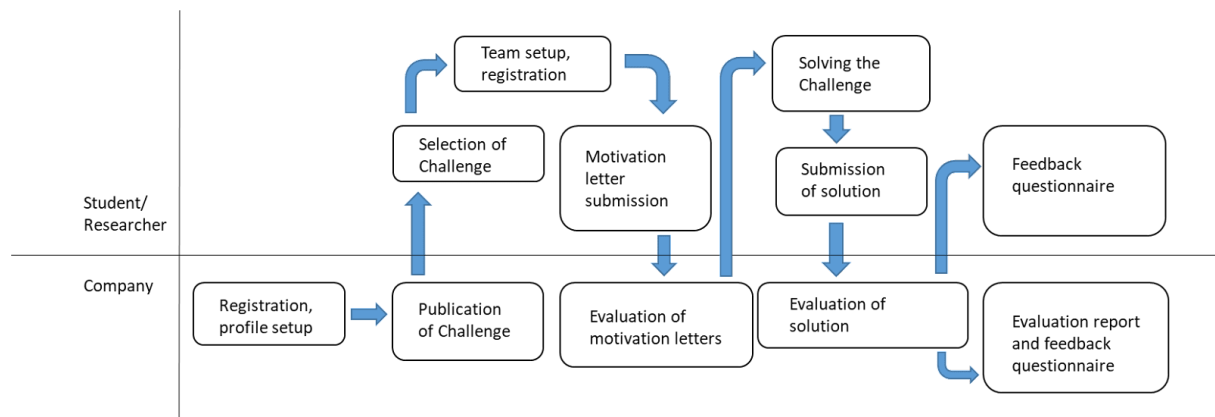 Team setup,
registration
Solving the
Challenge
Selection of
Challenge
Motivation
letter
submission
Submission
of solution
Feedback
questionnaire
Student/
Researcher
Company
Registration,
profile setup
Publication
of Challenge
Evaluation of
motivation letters
Evaluation of
solution
Evaluation report
and feedback
questionnaire